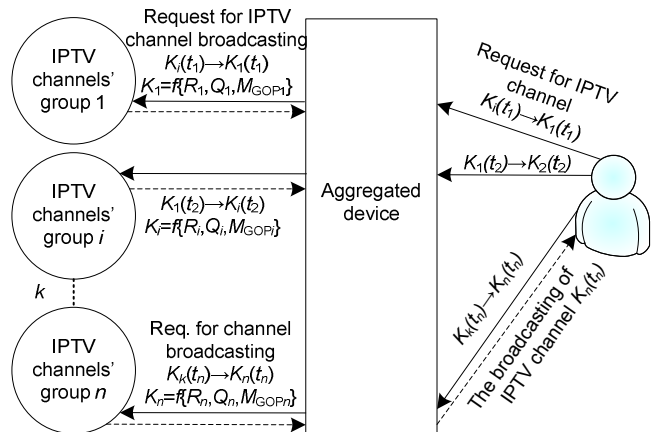 IPTV
channels'
group 1
Request for IPTV
channel broadcasting
Ki(t1)→K1(t1)
K1=f{R1,Q1,MGOP1}
IPTV
channels'
group i
K1(t2)→Ki(t2)
Ki=f{Ri,Qi,MGOPi}
k
IPTV
channels'
group n
Req. for channel
broadcasting
Kk(tn)→Kn(tn)
Kn=f{Rn,Qn,MGOPn}
Aggregated
device
Request for IPTV
channel
Ki(t1)→K1(t1)
K1(t2)→K2(t2)
Kk(tn)→Kn(tn)
The broadcasting of
IPTV channel Kn(tn)